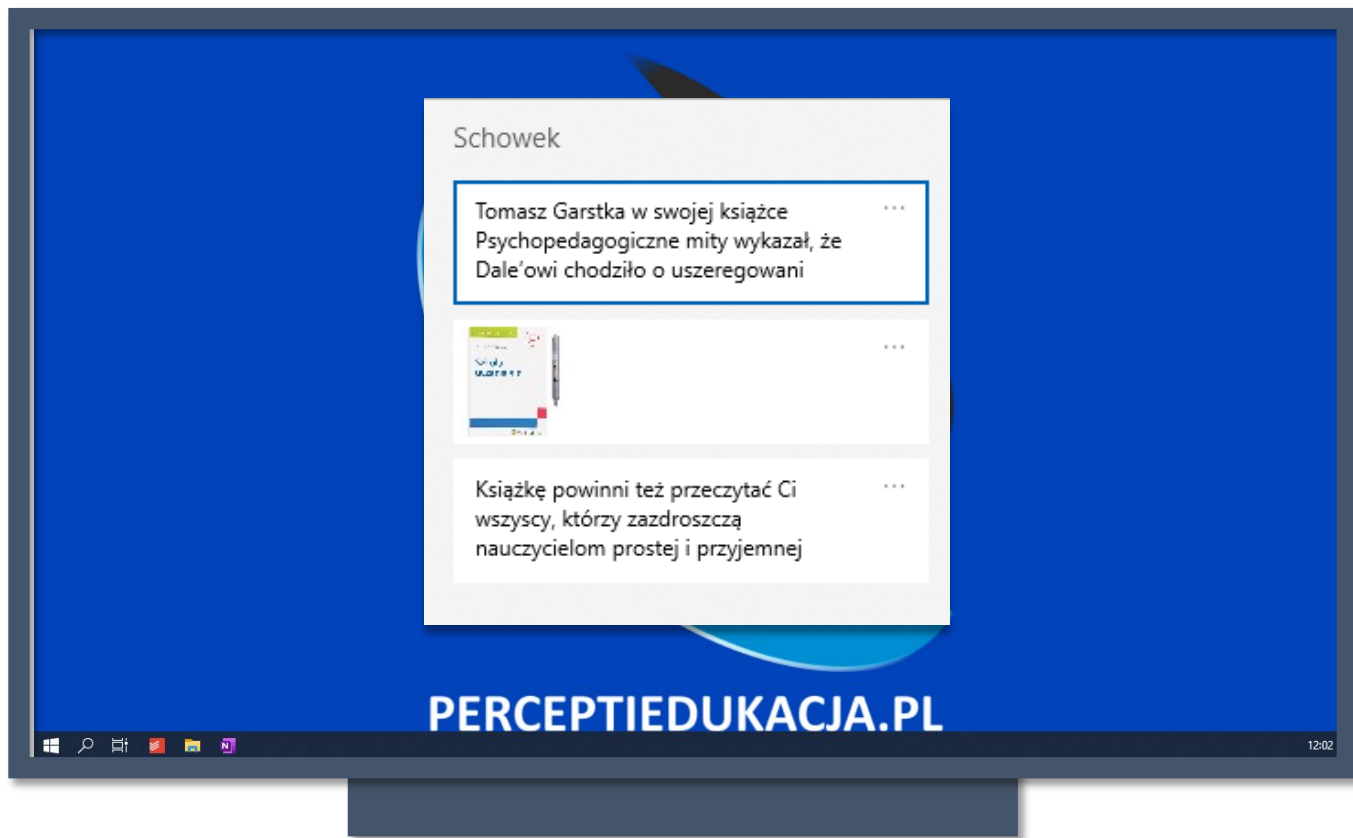 Schowek
Tomasz Garstka w swojej książce
Psychopedagogiczne mity wykazał, że
Dale'owi chodziło o uszeregowani
Książkę powinni też przeczytać Ci
wszyscy, którzy zazdroszczą
nauczycielom prostej i przyjemnej
PERCEPTIEDUKACJA.PL
12:02